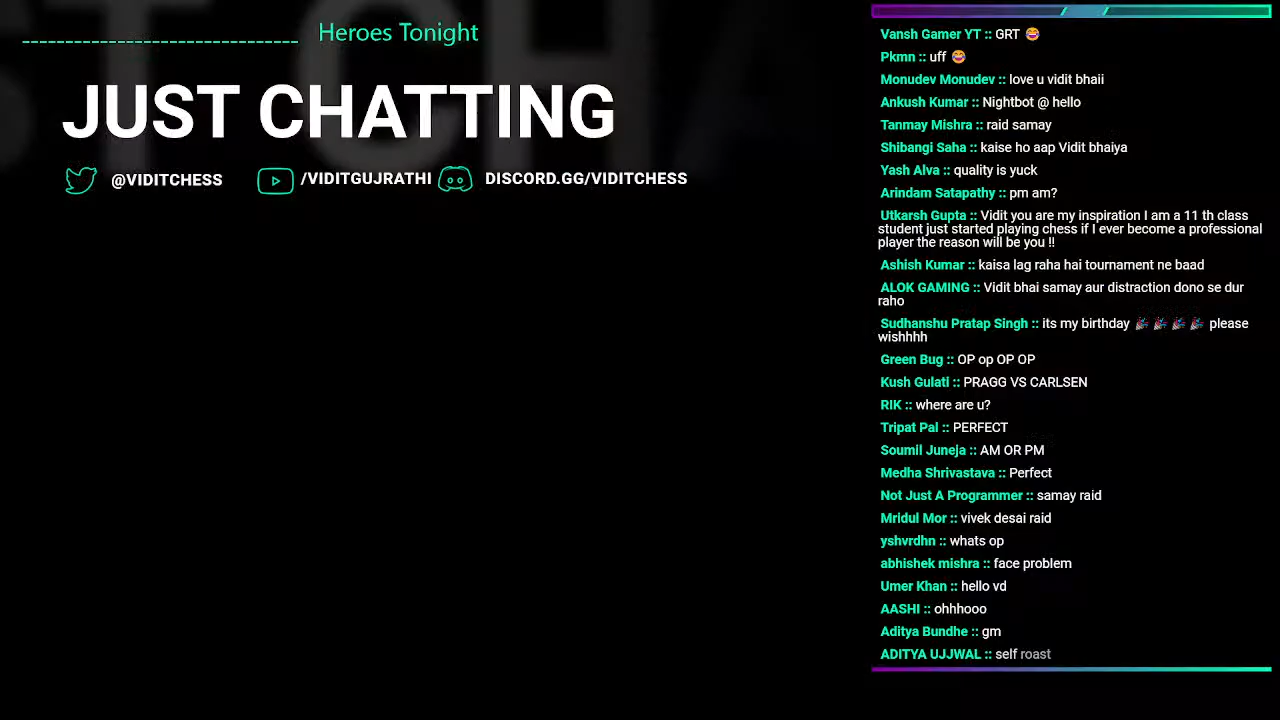 Heroes Tonight
JUST CHATTING
@VIDITCHESS /VIDITGUJRATHI DISCORD.GG/VIDITCHESS
Vansh Gamer YT :: GRT 😂
Pkmn :: uff 😂
Monudev Monudev :: love u vidit bhaii
Ankush Kumar :: Nightbot @ hello
Tanmay Mishra :: raid samay
Shibangi Saha :: kaise ho aap Vidit bhaiya
Yash Alva :: quality is yuck
Arindam Satapathy :: pm am?
Utkarsh Gupta :: Vidit you are my inspiration I am a 11 th class
student just started playing chess if I ever become a professional
player the reason will be you !!
Ashish Kumar :: kaisa lag raha hai tournament ne baad
ALOK GAMING :: Vidit bhai samay aur distraction dono se dur
raho
Sudhanshu Pratap Singh :: its my birthday 🎉 🎉 🎉 🎉 please
wishhhh
Green Bug :: OP op OP OP
Kush Gulati :: PRAGG VS CARLSEN
RIK :: where are u?
Tripat Pal :: PERFECT
Soumil Juneja :: AM OR PM
Medha Shrivastava :: Perfect
Not Just A Programmer :: samay raid
Mridul Mor :: vivek desai raid
yshvrdhn :: whats op
abhishek mishra :: face problem
Umer Khan :: hello vd
AASHI :: ohhhooo
Aditya Bundhe :: gm
ADITYA UJJWAL :: self roast